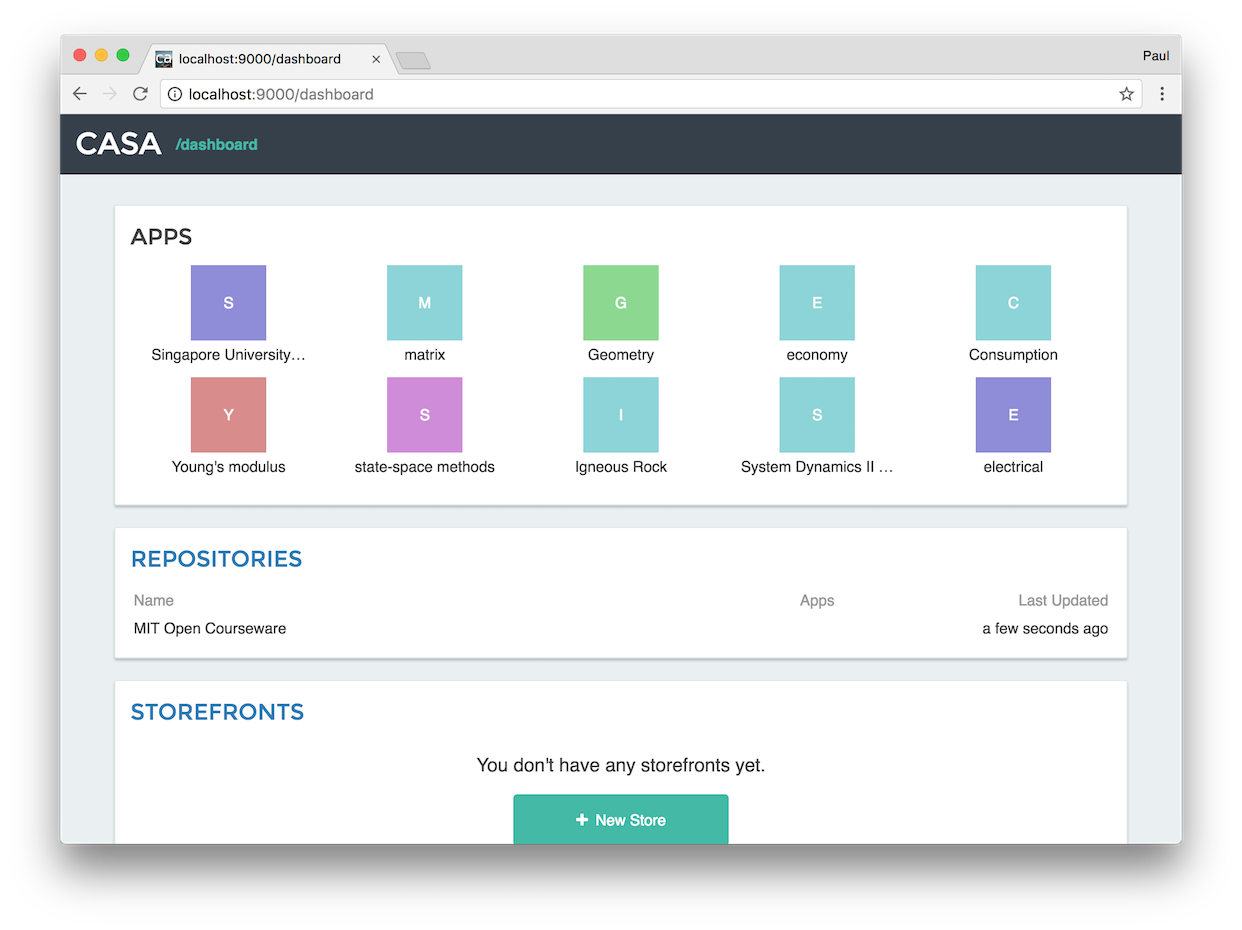 localhost:9000/dashboard
Paul
localhost:9000/dashboard
CASA /dashboard
APPS
S M G E C
Singapore University… matrix Geometry economy Consumption
Y S I S E
Young's modulus state-space methods Igneous Rock System Dynamics II … electrical
REPOSITORIES
Name Apps Last Updated
MIT Open Courseware a few seconds ago
STOREFRONTS
You don't have any storefronts yet.
+ New Store